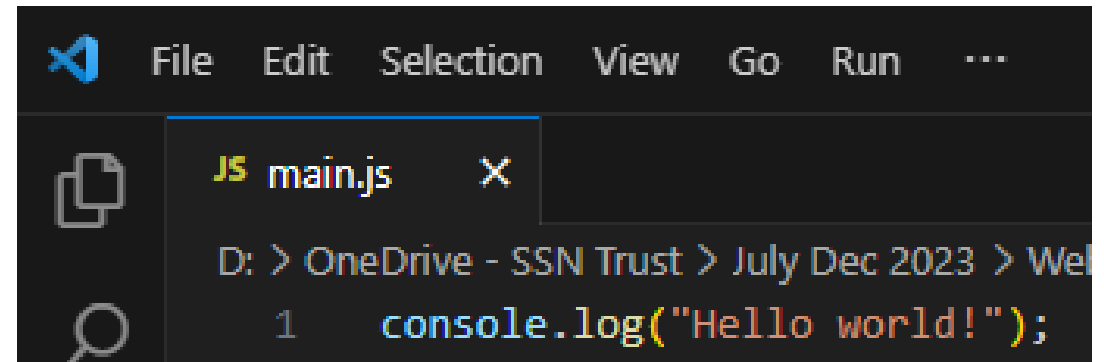 File Edit Selection View Go Run ···
JS main.js ×
D: > OneDrive - SSN Trust > July Dec 2023 >
1 console.log("Hello world!");